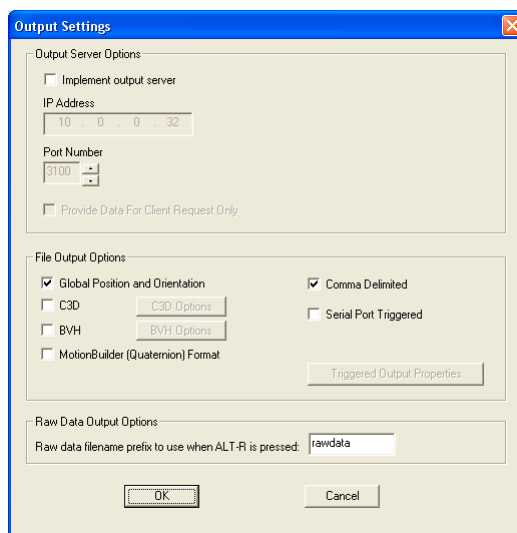 Output Settings
Output Server Options
Implement output server
IP Address
10 . 0 . 0 . 32
Port Number
3100
Provide Data For Client Request Only
File Output Options
Global Position and Orientation
Comma Delimited
C3D
C3D Options
Serial Port Triggered
BVH
BVH Options
MotionBuilder (Quaternion) Format
Triggered Output Properties
Raw Data Output Options
Raw data filename prefix to use when ALT-R is pressed: rawdata
OK
Cancel